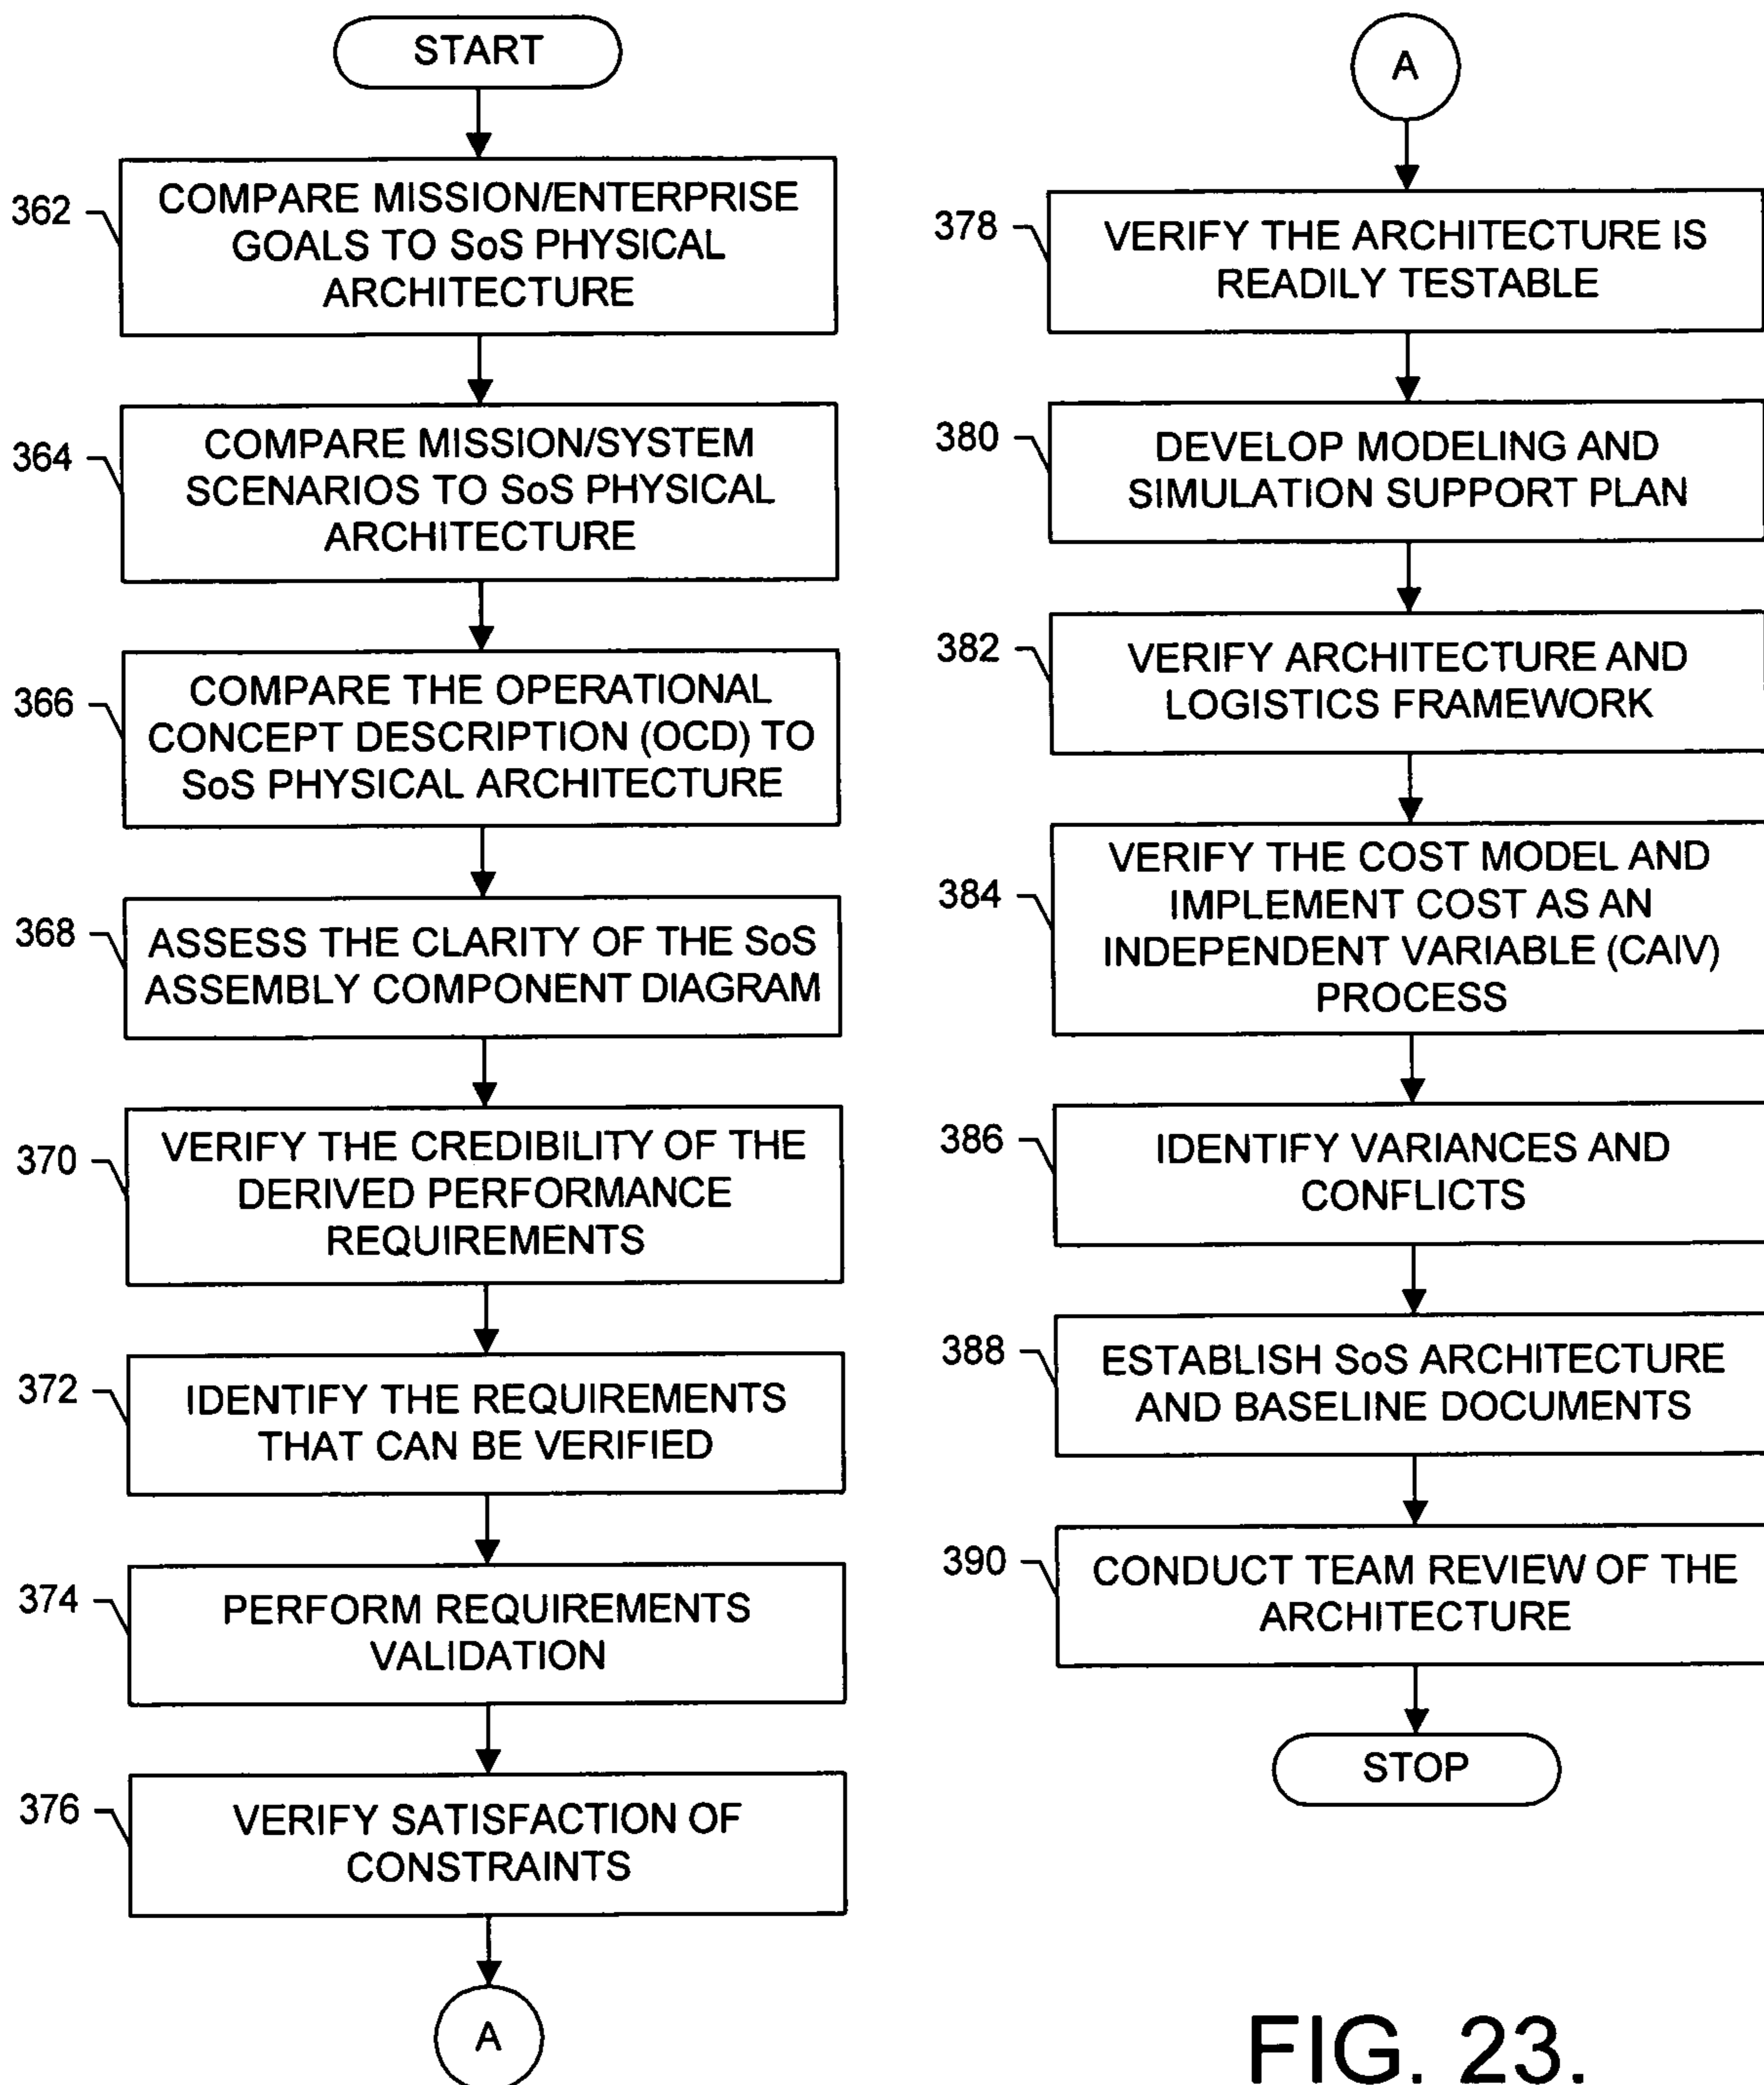 START
362
COMPARE MISSION/ENTERPRISE
GOALS TO SoS PHYSICAL
ARCHITECTURE
364
COMPARE MISSION/SYSTEM
SCENARIOS TO SoS PHYSICAL
ARCHITECTURE
366
COMPARE THE OPERATIONAL
CONCEPT DESCRIPTION (OCD) TO
SoS PHYSICAL ARCHITECTURE
368
ASSESS THE CLARITY OF THE SoS
ASSEMBLY COMPONENT DIAGRAM
370
VERIFY THE CREDIBILITY OF THE
DERIVED PERFORMANCE
REQUIREMENTS
372
IDENTIFY THE REQUIREMENTS
THAT CAN BE VERIFIED
374
PERFORM REQUIREMENTS
VALIDATION
376
VERIFY SATISFACTION OF
CONSTRAINTS
A
A
378
VERIFY THE ARCHITECTURE IS
READILY TESTABLE
380
DEVELOP MODELING AND
SIMULATION SUPPORT PLAN
382
VERIFY ARCHITECTURE AND
LOGISTICS FRAMEWORK
384
VERIFY THE COST MODEL AND
IMPLEMENT COST AS AN
INDEPENDENT VARIABLE (CAIV)
PROCESS
386
IDENTIFY VARIANCES AND
CONFLICTS
388
ESTABLISH SoS ARCHITECTURE
AND BASELINE DOCUMENTS
390
CONDUCT TEAM REVIEW OF THE
ARCHITECTURE
STOP
FIG. 23.